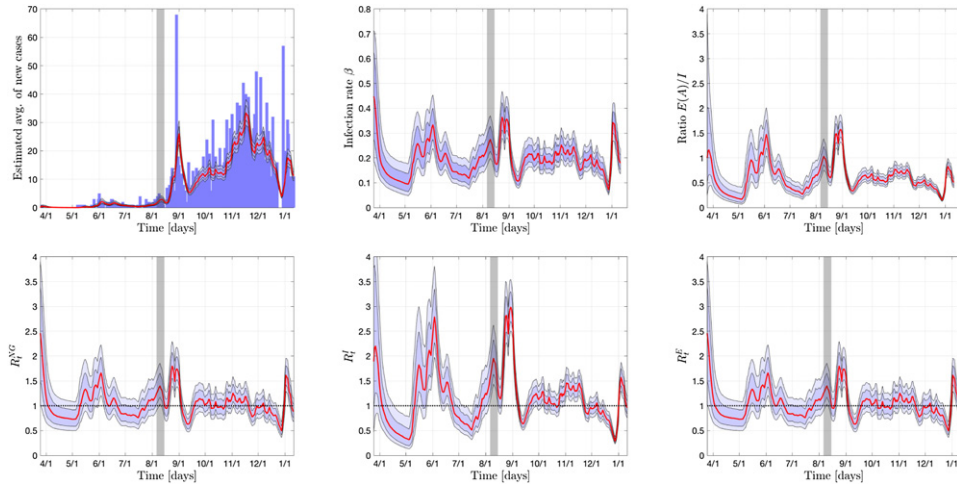 Estimated avg. of new cases
70
60
50
40
30
20
10
0
4/1 5/1 6/1 7/1 8/1 9/1 10/1 11/1 12/1 1/1
Time [days]
Infection rate β
0.8
0.7
0.6
0.5
0.4
0.3
0.2
0.1
0
4/1 5/1 6/1 7/1 8/1 9/1 10/1 11/1 12/1 1/1
Time [days]
Ratio E(A)/I
4
3.5
3
2.5
2
1.5
1
0.5
0
4/1 5/1 6/1 7/1 8/1 9/1 10/1 11/1 12/1 1/1
Time [days]
R_t^{NG}
4
3.5
3
2.5
2
1.5
1
0.5
0
4/1 5/1 6/1 7/1 8/1 9/1 10/1 11/1 12/1 1/1
Time [days]
R_t^I
4
3.5
3
2.5
2
1.5
1
0.5
0
4/1 5/1 6/1 7/1 8/1 9/1 10/1 11/1 12/1 1/1
Time [days]
R_t^E
4
3.5
3
2.5
2
1.5
1
0.5
0
4/1 5/1 6/1 7/1 8/1 9/1 10/1 11/1 12/1 1/1
Time [days]